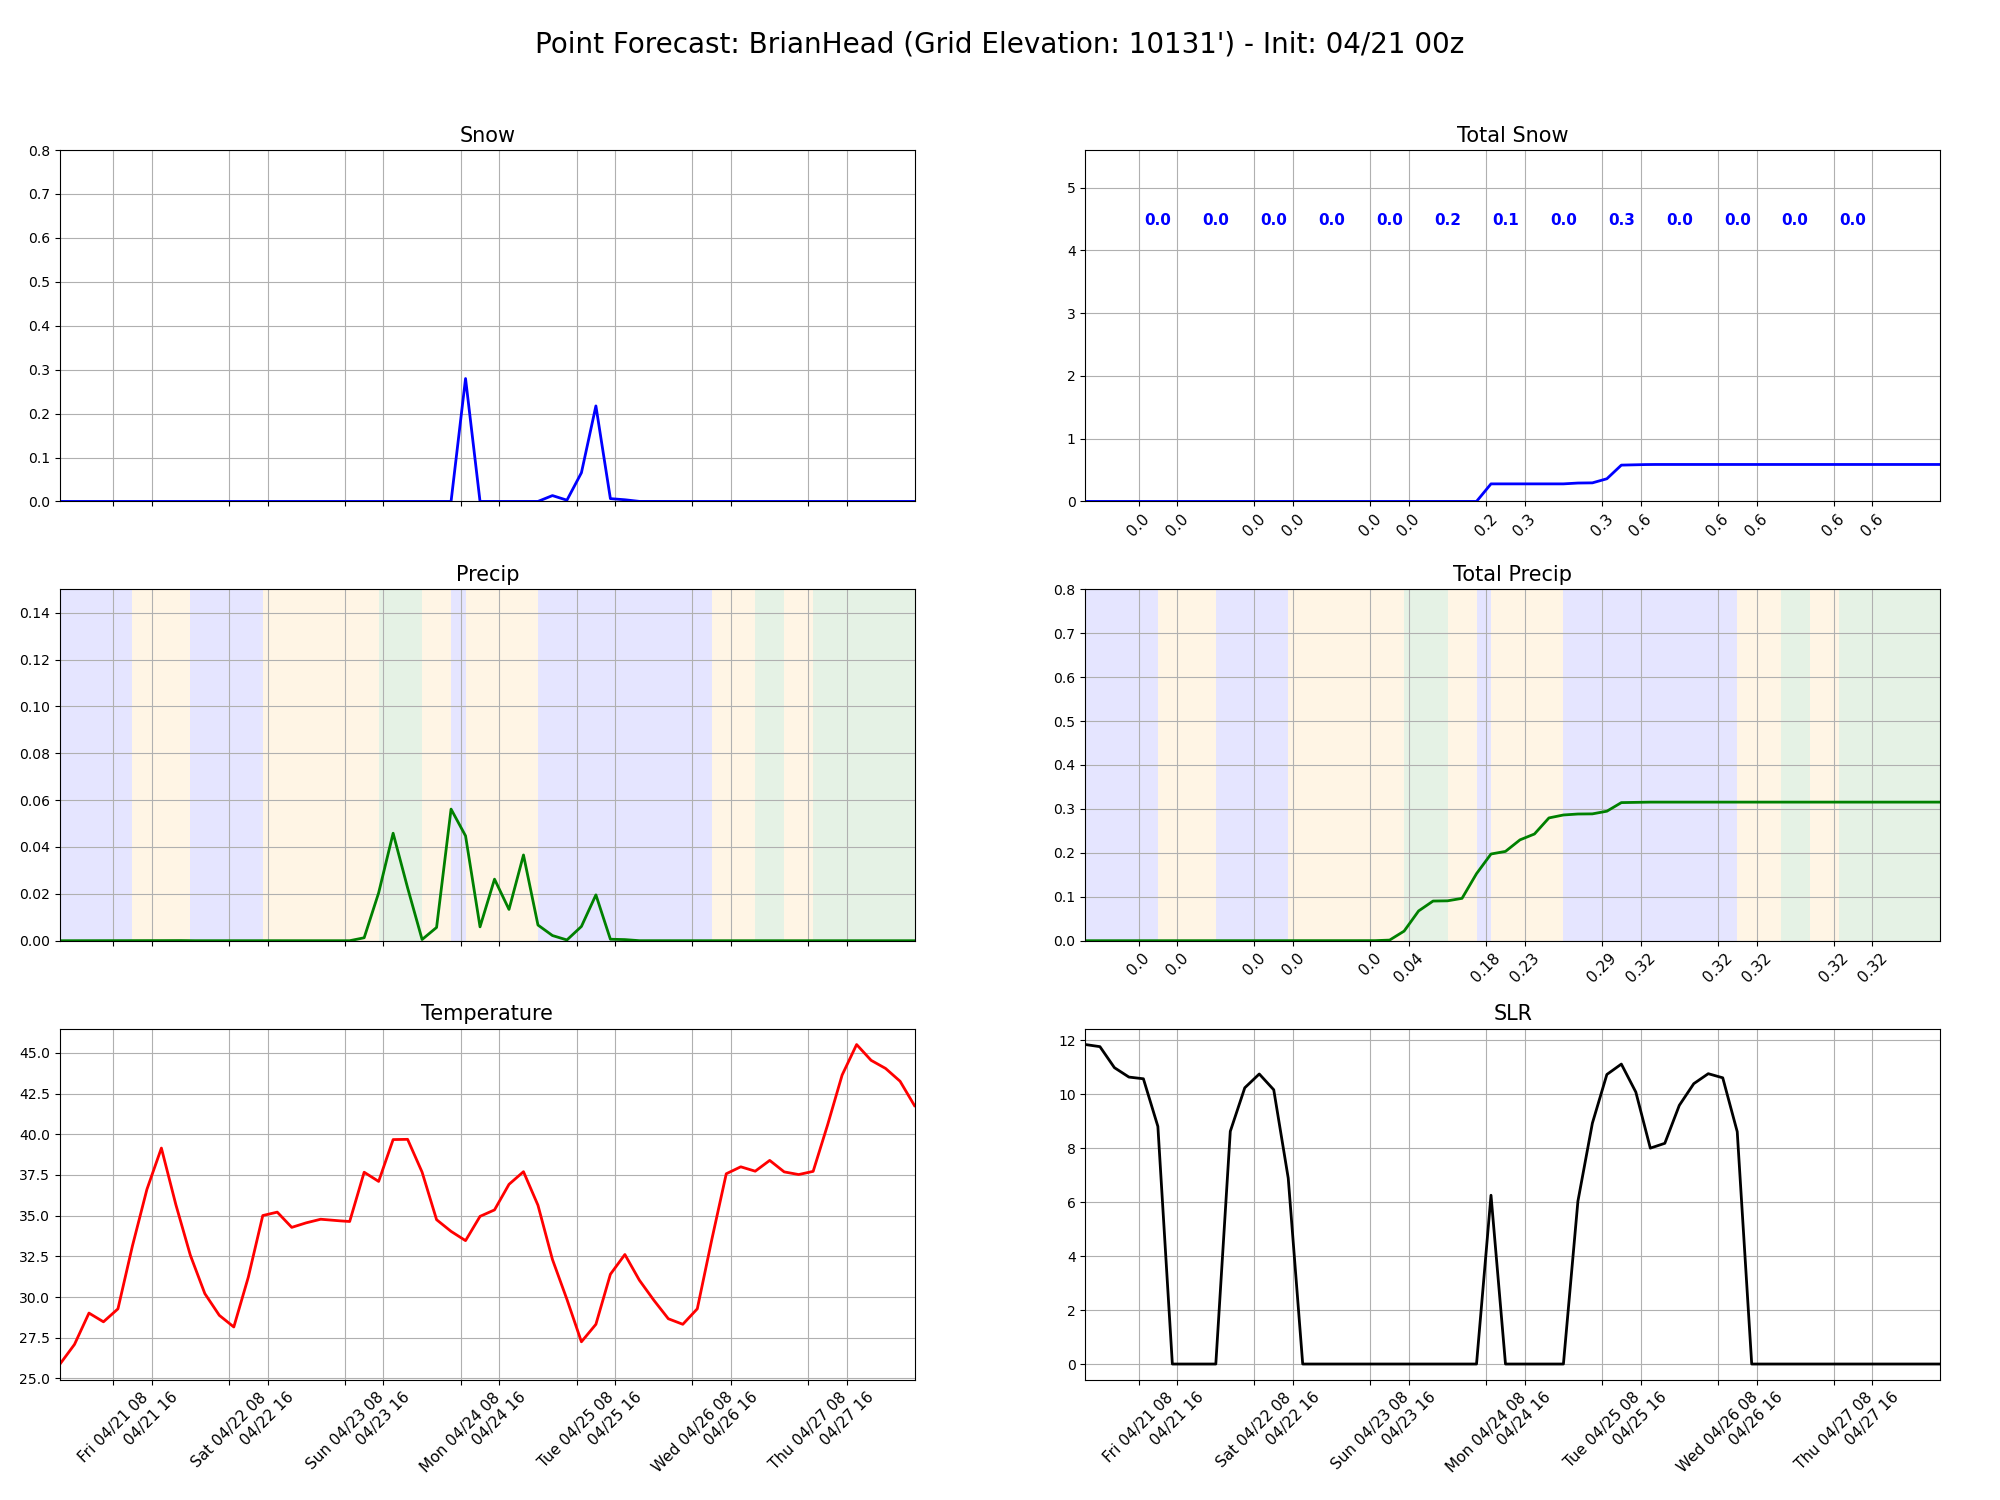 Point Forecast: BrianHead (Grid Elevation: 10131') - Init: 04/21 00z
Snow
0.8
0.7
0.6
0.5
0.4
0.3
0.2
0.1
0.0
Total Snow
5
4
3
2
1
0
0.0 0.0 0.0 0.0 0.0 0.2 0.1 0.0 0.3 0.0 0.0 0.0 0.0
0.0 0.0 0.0 0.0 0.0 0.0 0.2 0.3 0.3 0.6 0.6 0.6 0.6 0.6
Precip
0.14
0.12
0.10
0.08
0.06
0.04
0.02
0.00
Total Precip
0.8
0.7
0.6
0.5
0.4
0.3
0.2
0.1
0.0
0.0 0.0 0.0 0.0 0.0 0.04 0.18 0.23 0.29 0.32 0.32 0.32 0.32 0.32
Temperature
45.0
42.5
40.0
37.5
35.0
32.5
30.0
27.5
25.0
Fri 04/21 08
04/21 16
Sat 04/22 08
04/22 16
Sun 04/23 08
04/23 16
Mon 04/24 08
04/24 16
Tue 04/25 08
04/25 16
Wed 04/26 08
04/26 16
Thu 04/27 08
04/27 16
SLR
12
10
8
6
4
2
0
Fri 04/21 08
04/21 16
Sat 04/22 08
04/22 16
Sun 04/23 08
04/23 16
Mon 04/24 08
04/24 16
Tue 04/25 08
04/25 16
Wed 04/26 08
04/26 16
Thu 04/27 08
04/27 16